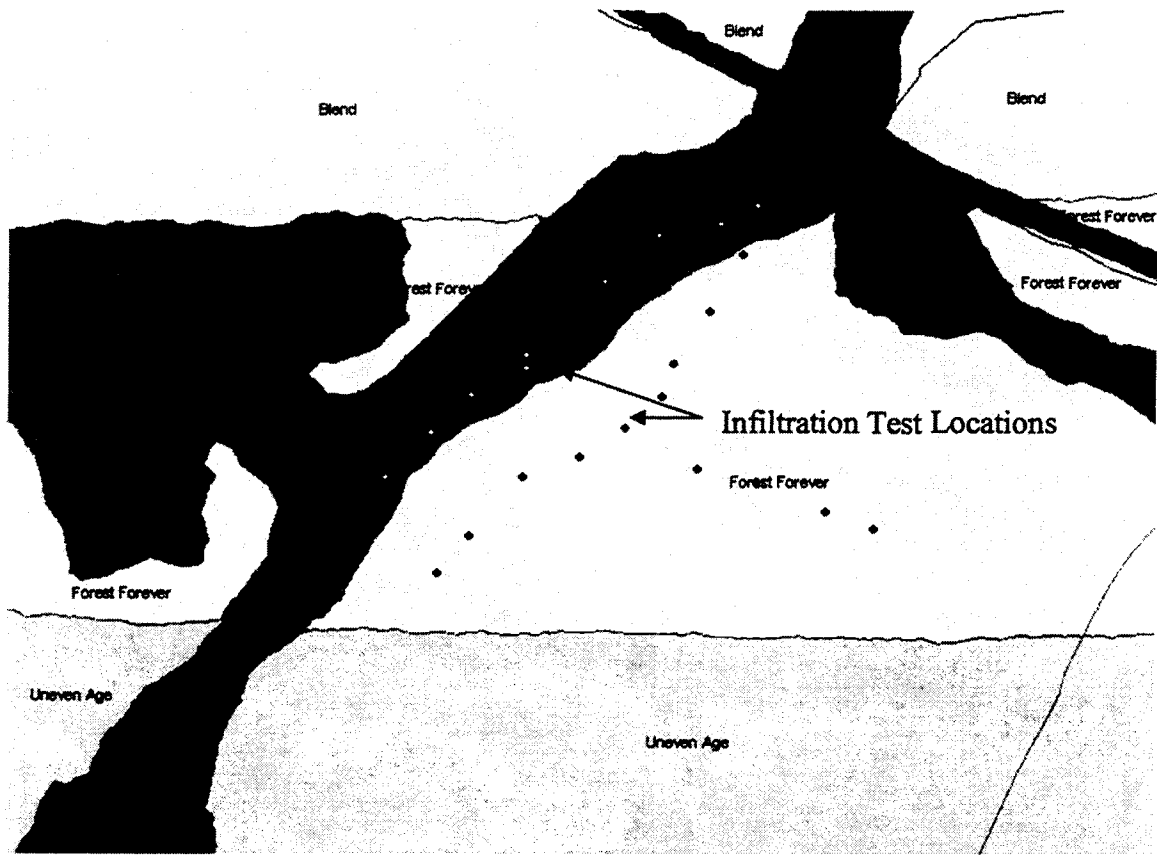 Blend
Blend
Blend
Forest Forever
rest Forever
Forest Forever
Infiltration Test Locations
Forest Forever
Forest Forever
Uneven Age
Uneven Age